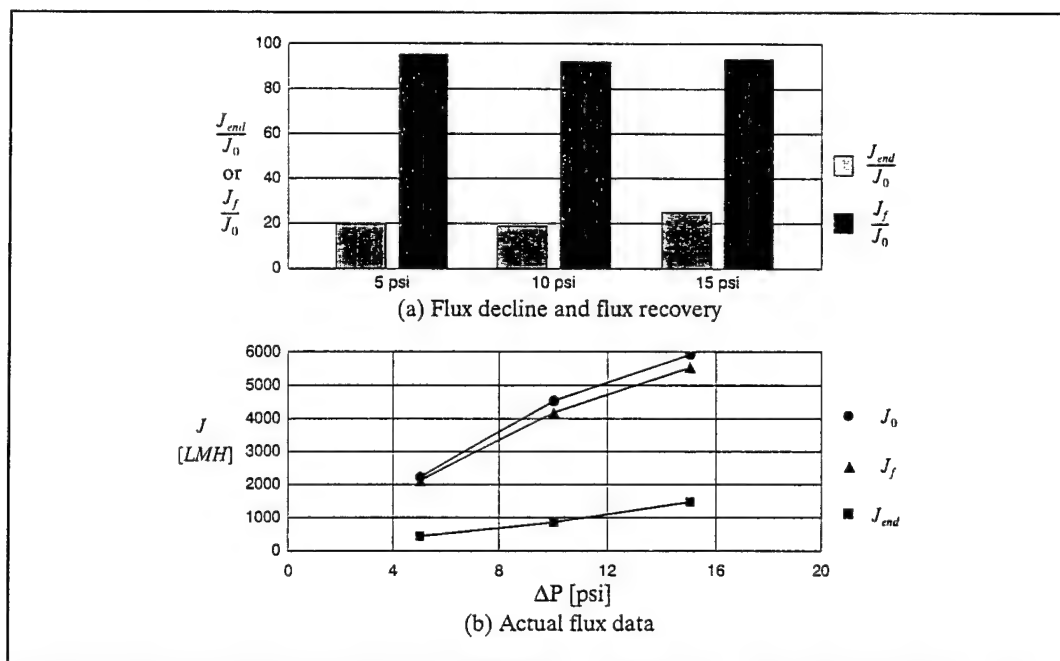 100
80
60
40
20
0
J_end
J_0
or
J_f
J_0
J_end
J_0
J_f
J_0
5 psi 10 psi 15 psi
(a) Flux decline and flux recovery
6000
5000
4000
3000
2000
1000
0
J
[LMH]
J_0
J_f
J_end
0 4 8 12 16 20
ΔP [psi]
(b) Actual flux data